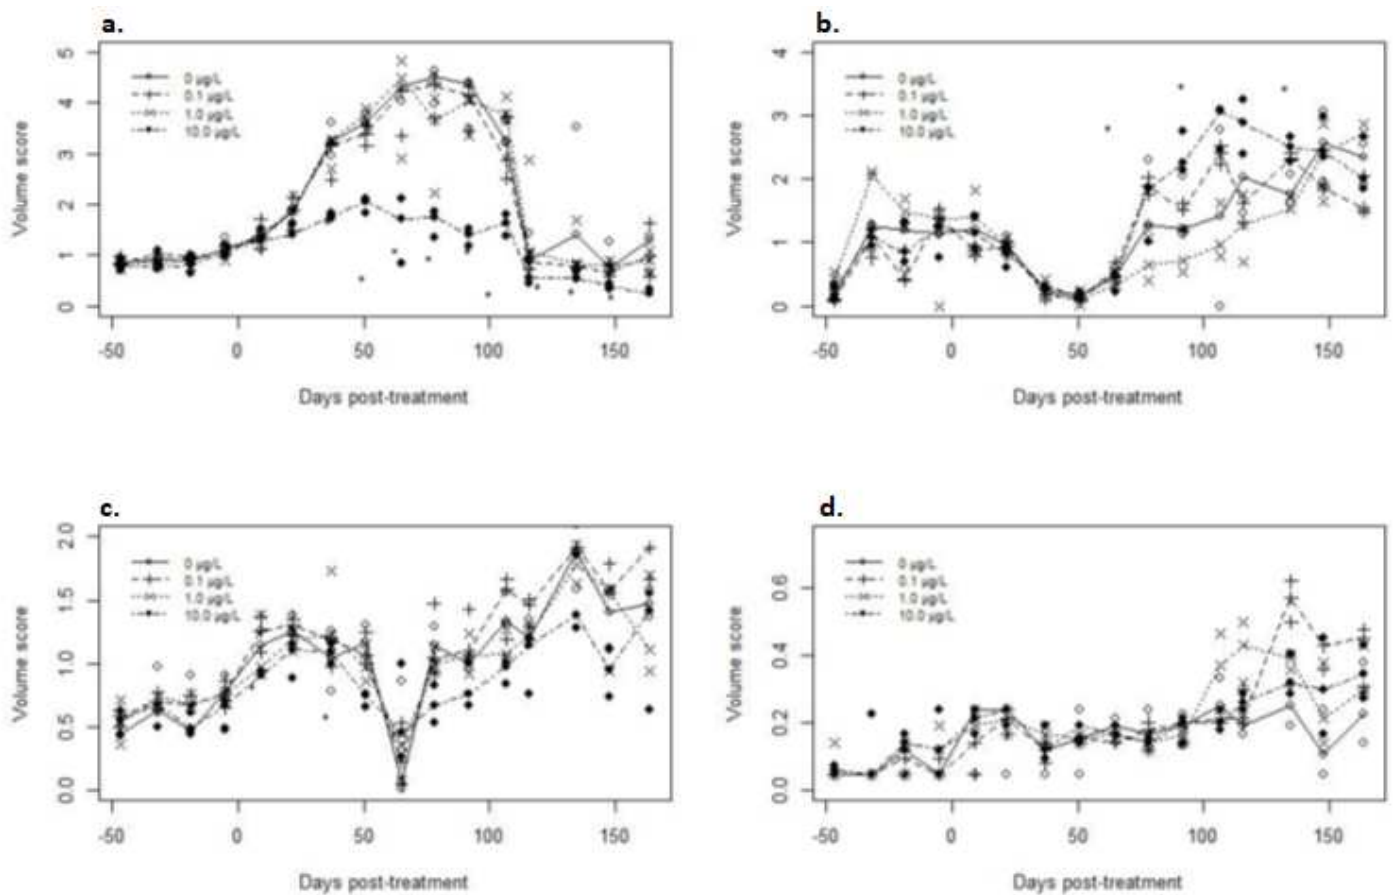 a.
5
4
3
2
1
0
Volume score
0 µg/L
0.1 µg/L
1.0 µg/L
10.0 µg/L
-50 0 50 100 150
Days post-treatment
b.
4
3
2
1
0
Volume score
0 µg/L
0.1 µg/L
1.0 µg/L
10.0 µg/L
-50 0 50 100 150
Days post-treatment
c.
2.0
1.5
1.0
0.5
0.0
Volume score
0 µg/L
0.1 µg/L
1.0 µg/L
10.0 µg/L
-50 0 50 100 150
Days post-treatment
d.
0.6
0.4
0.2
0.0
Volume score
0 µg/L
0.1 µg/L
1.0 µg/L
10.0 µg/L
-50 0 50 100 150
Days post-treatment